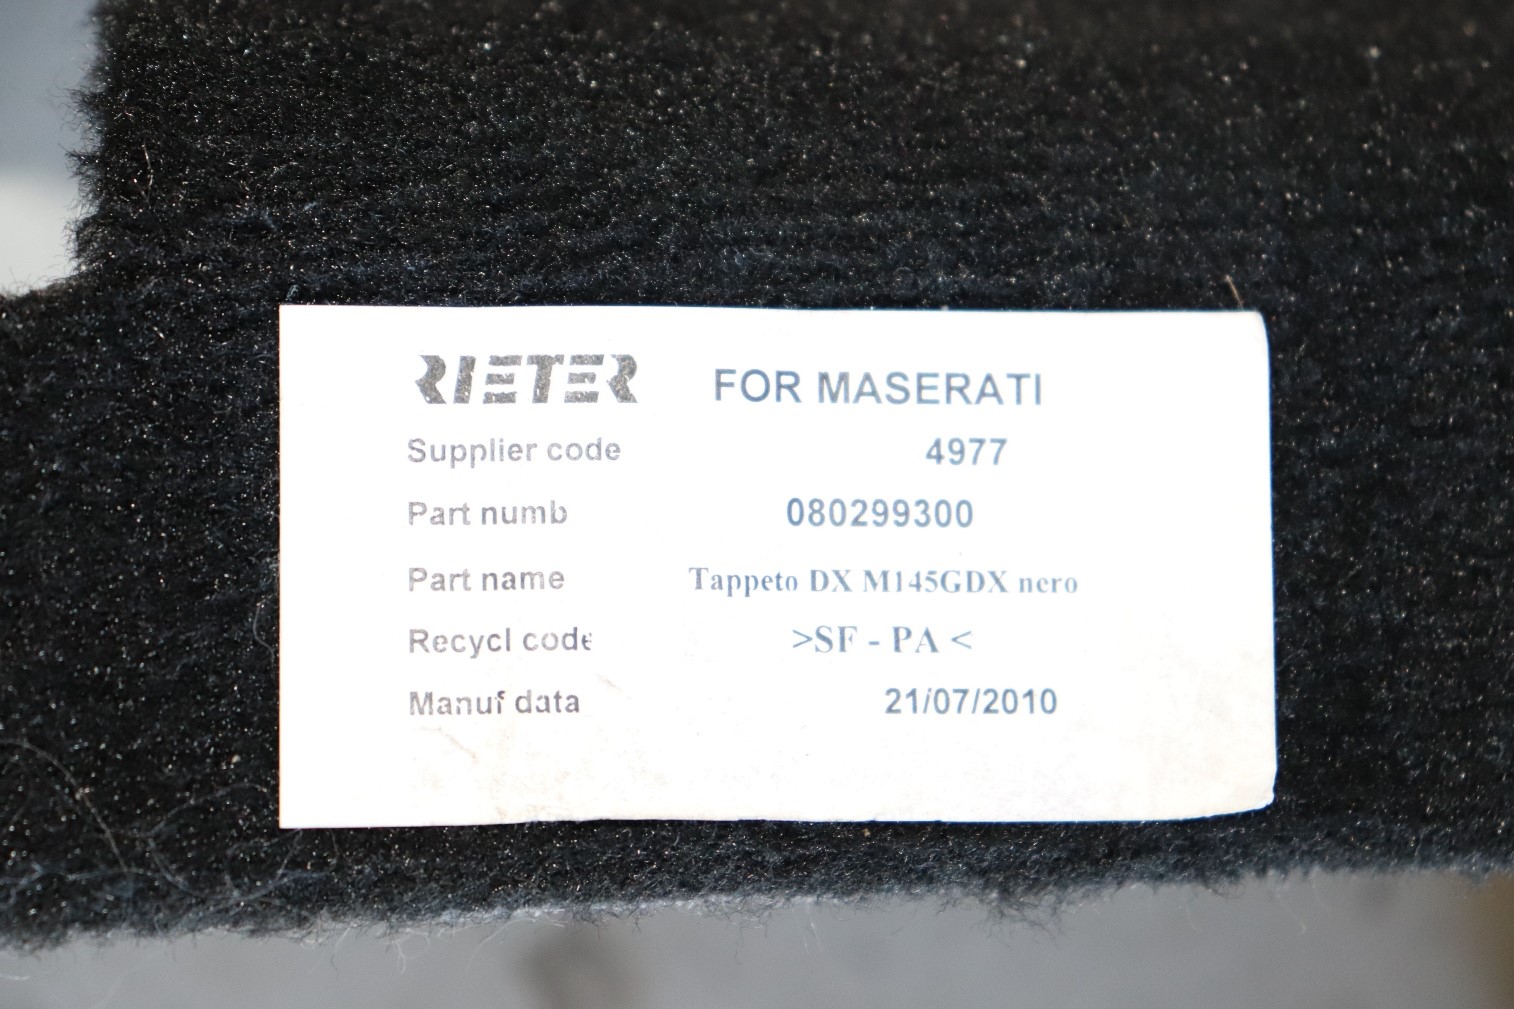 RIETER FOR MASERATI
Supplier code 4977
Part numb 080299300
Part name Tappeto DX M145GDX nero
Recycl code >SF - PA <
Manuf data 21/07/2010